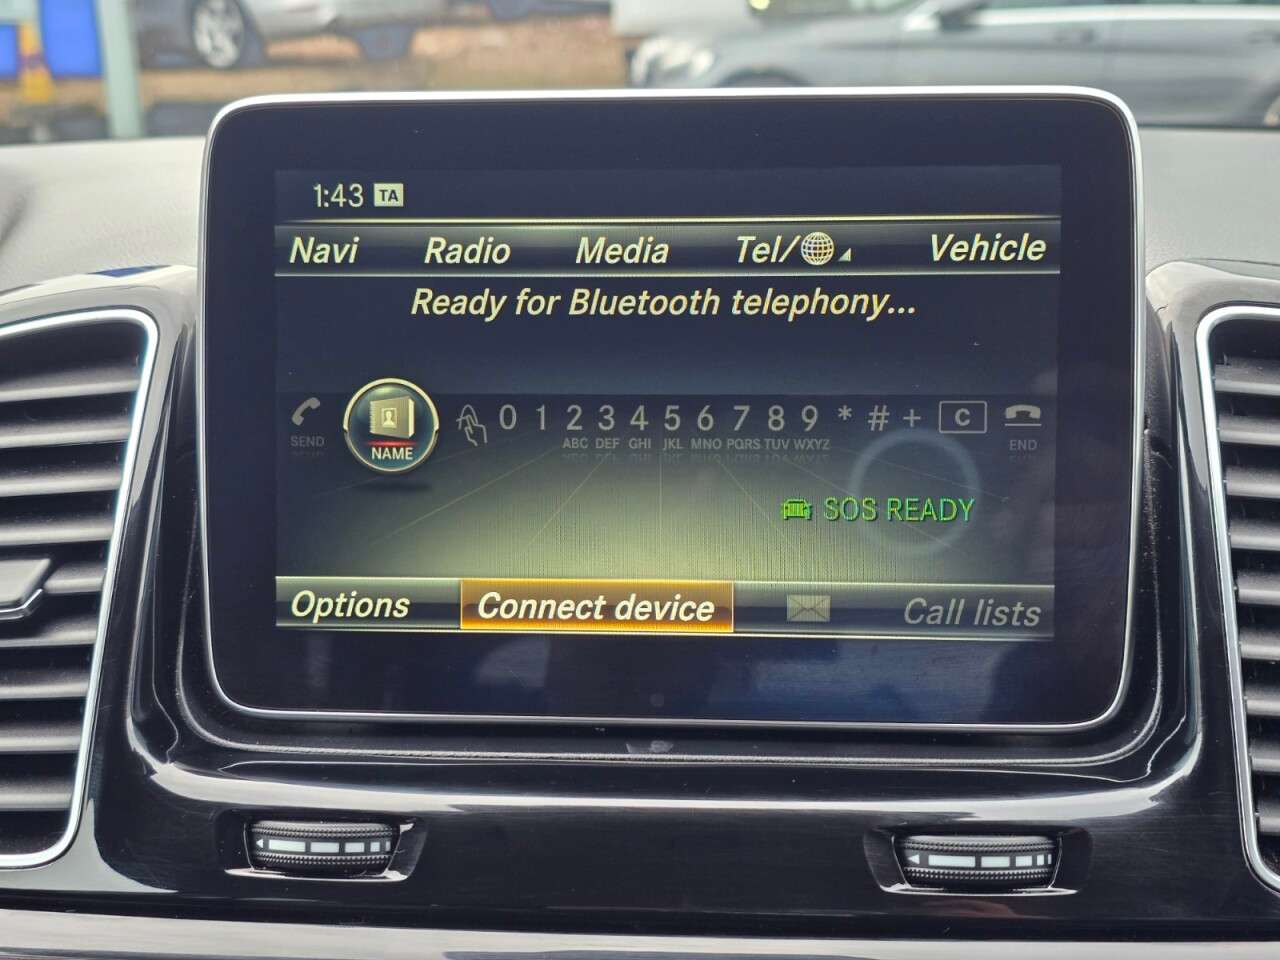 1:43 TA
Navi Radio Media Tel/ Vehicle
Ready for Bluetooth telephony...
0 1 2 3 4 5 6 7 8 9 * # + C
SEND NAME ABC DEF GHI JKL MNO PQRS TUV WXYZ END
SOS READY
Options Connect device Call lists